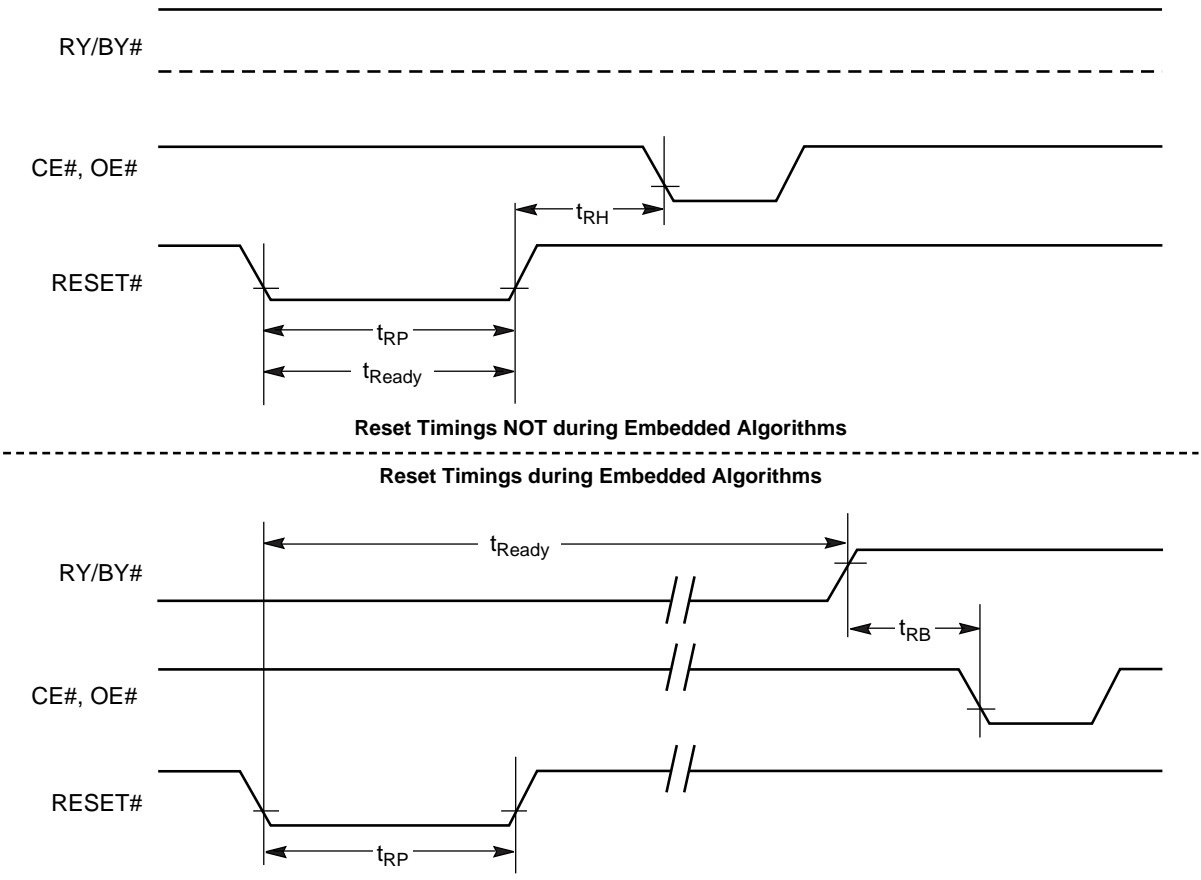 RY/BY#
CE#, OE#
tRH
RESET#
tRP
tReady
Reset Timings NOT during Embedded Algorithms
Reset Timings during Embedded Algorithms
tReady
RY/BY#
tRB
CE#, OE#
RESET#
tRP